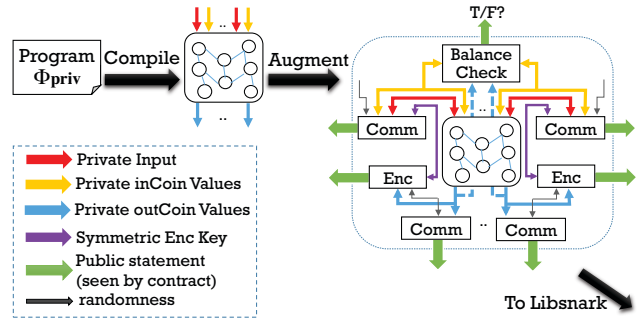 Program
Φpriv
Compile
..
..
Augment
T/F?
Balance
Check
..
Comm
Comm
Enc
Enc
Comm
..
Comm
Private Input
Private inCoin Values
Private outCoin Values
Symmetric Enc Key
Public statement
(seen by contract)
randomness
To Libsnark